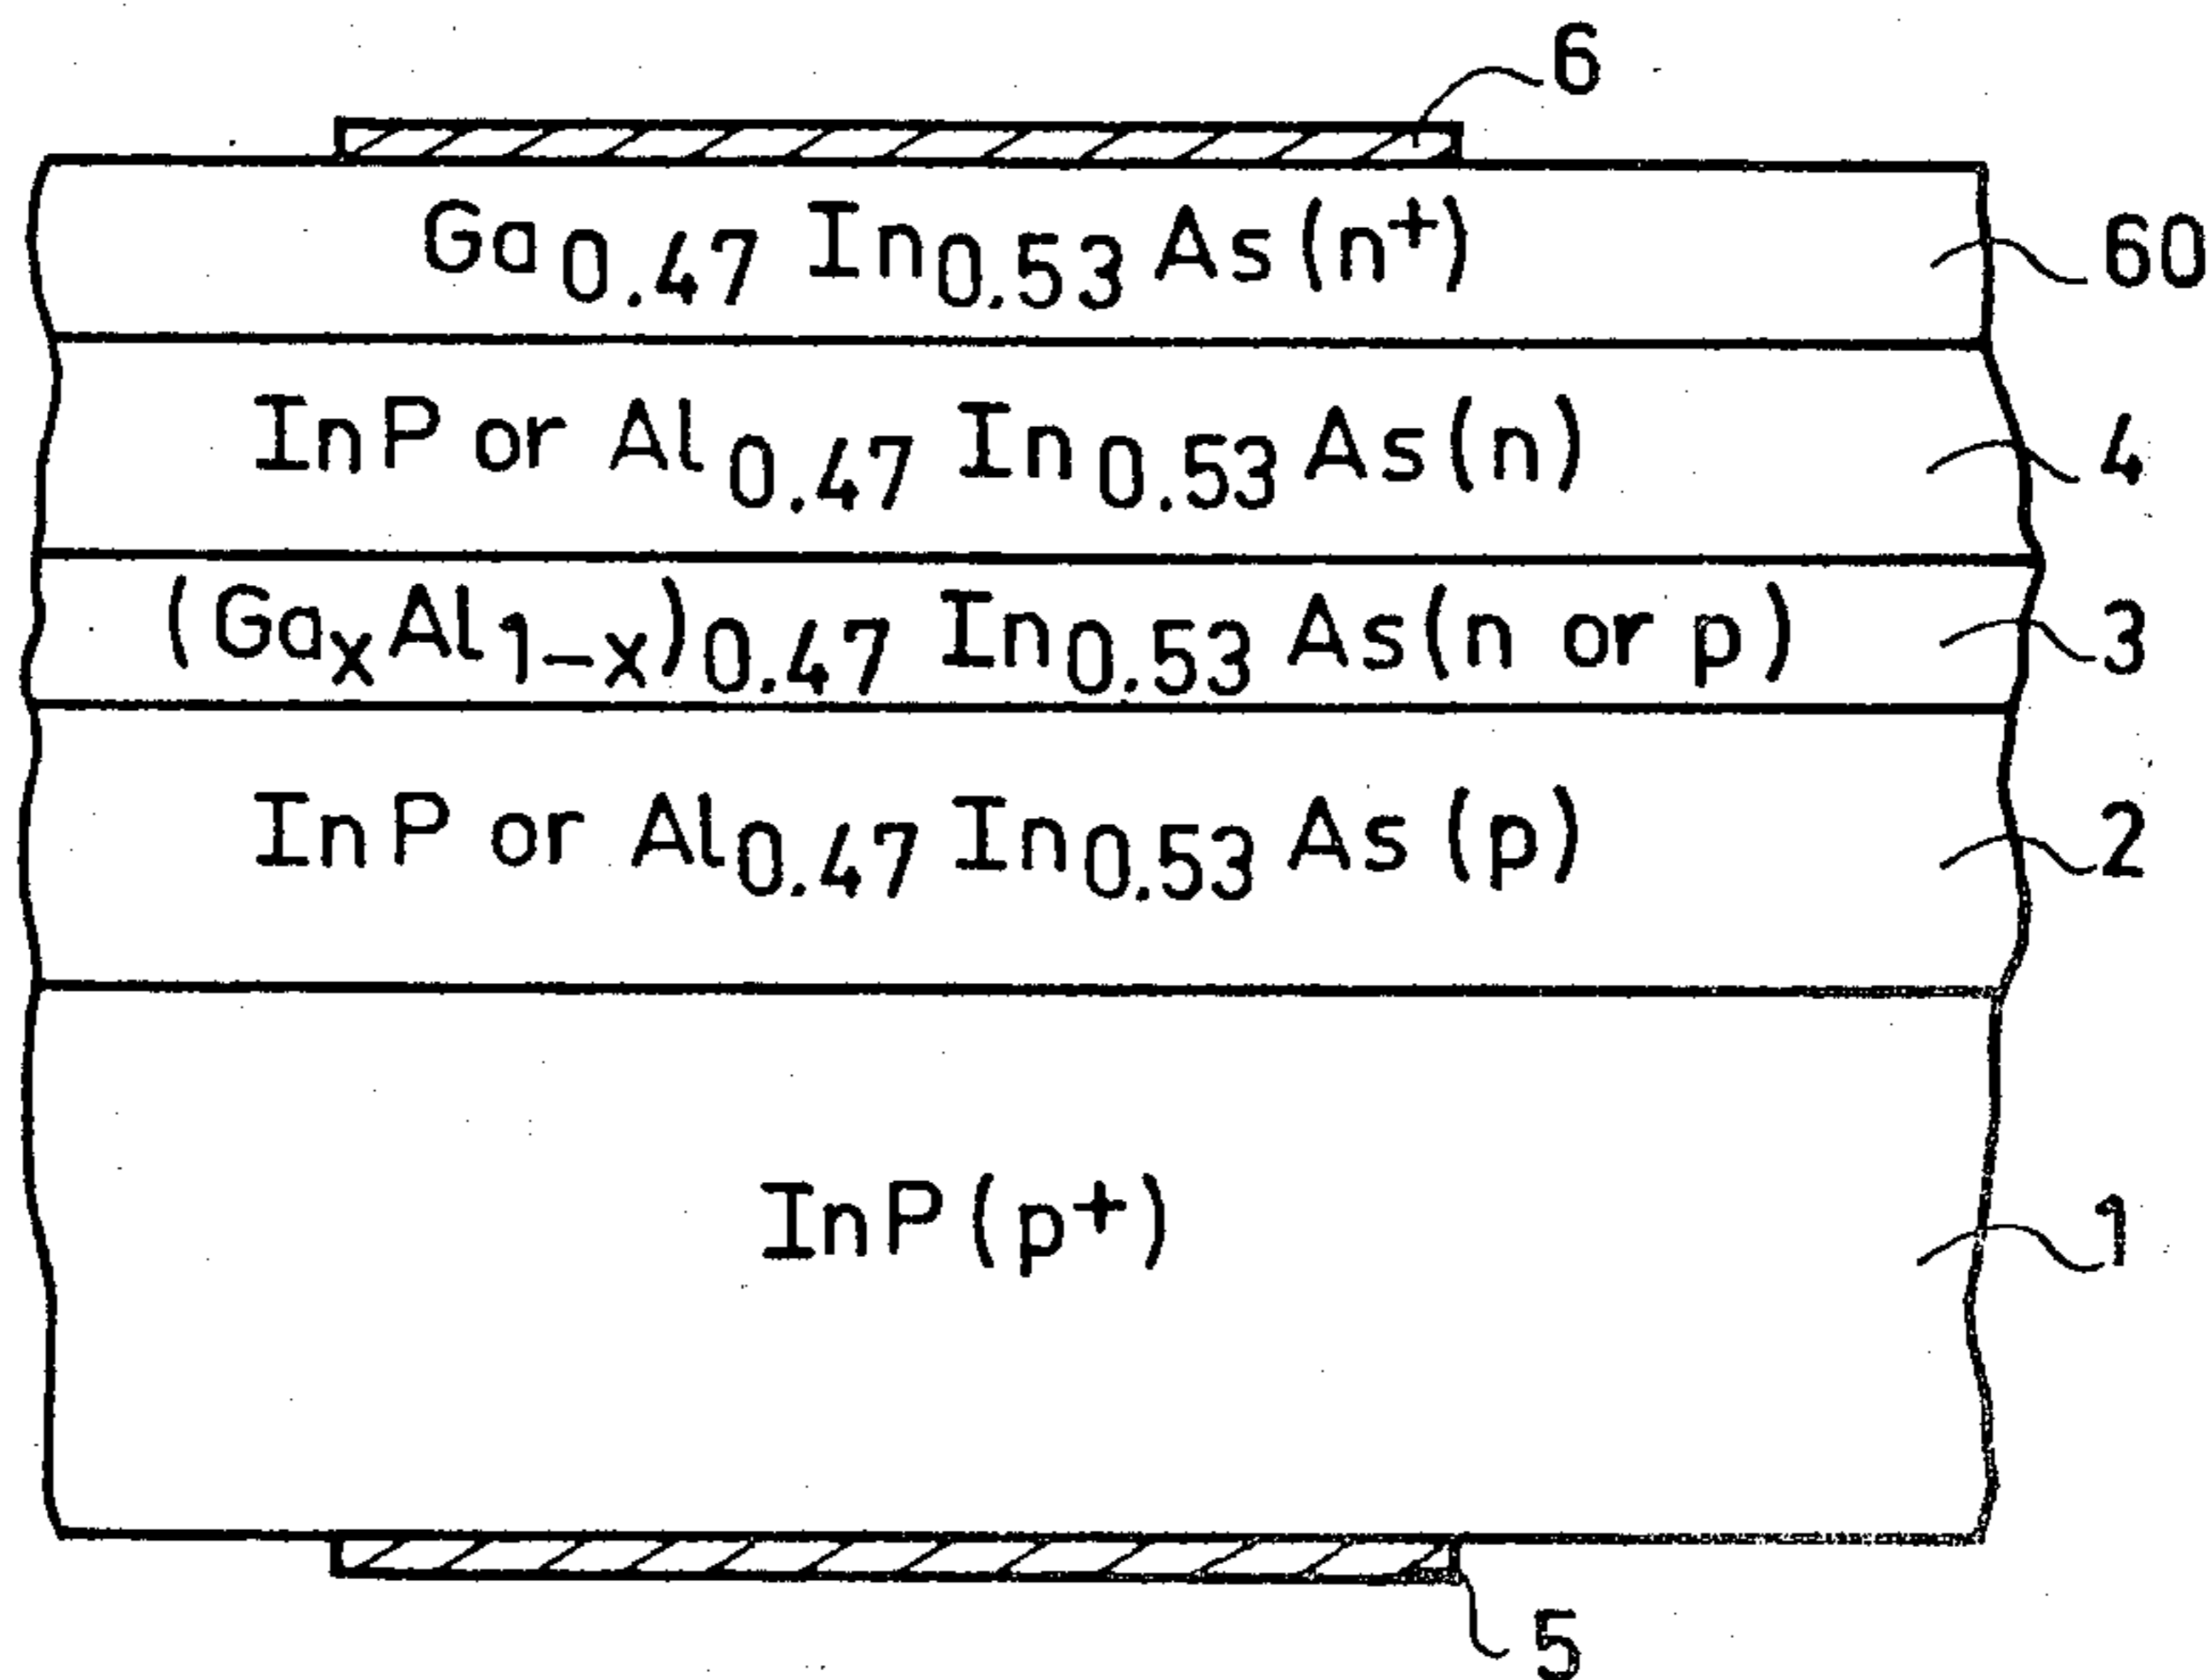 6
Ga0.47 In0.53 As (n+)
60
InP or Al0.47 In0.53 As (n)
4
(GaxAl1-x)0.47 In0.53 As (n or p)
3
InP or Al0.47 In0.53 As (p)
2
InP (p+)
1
5